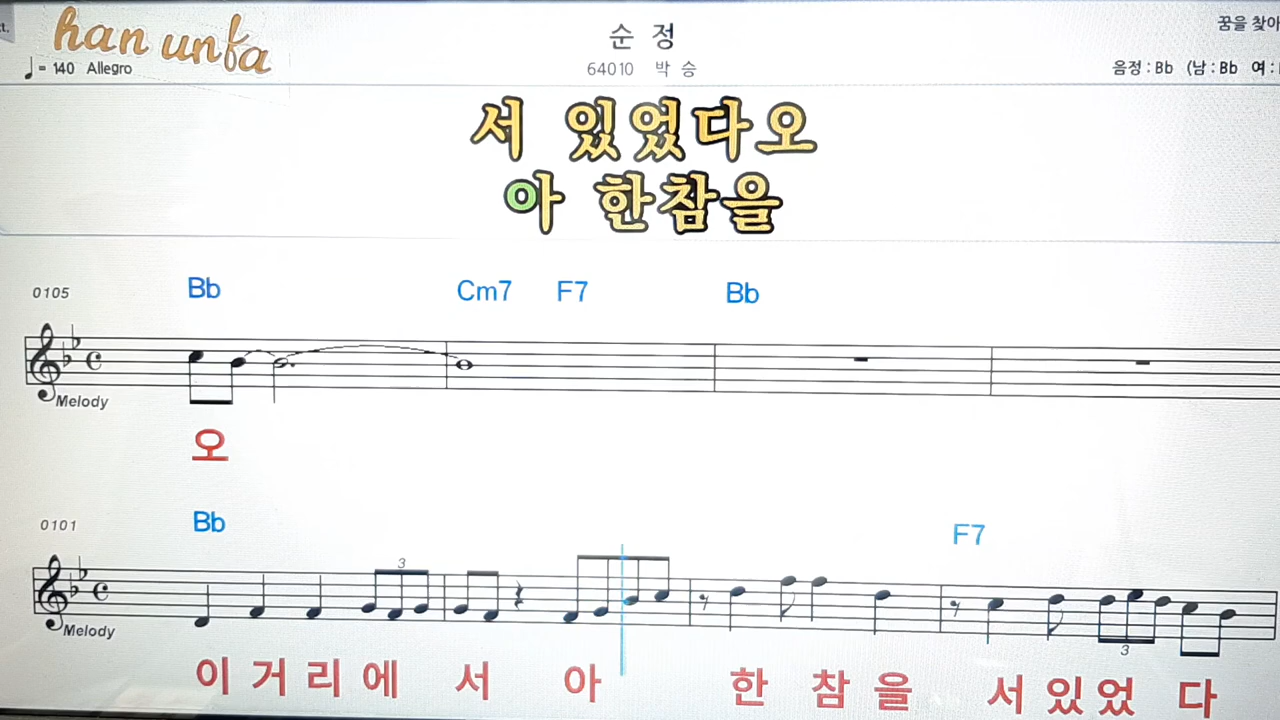 han unfa
순 정
꿈을 찾아
♩= 140 Allegro
64010 박 승
음정 : Bb (남 : Bb 여 :
서 있었다오
아 한참을
0105
Bb Cm7 F7 Bb
Melody
오
0101
Bb F7
3
Melody
3
이 거 리 에 서 아 한 참 을 서 있 었 다